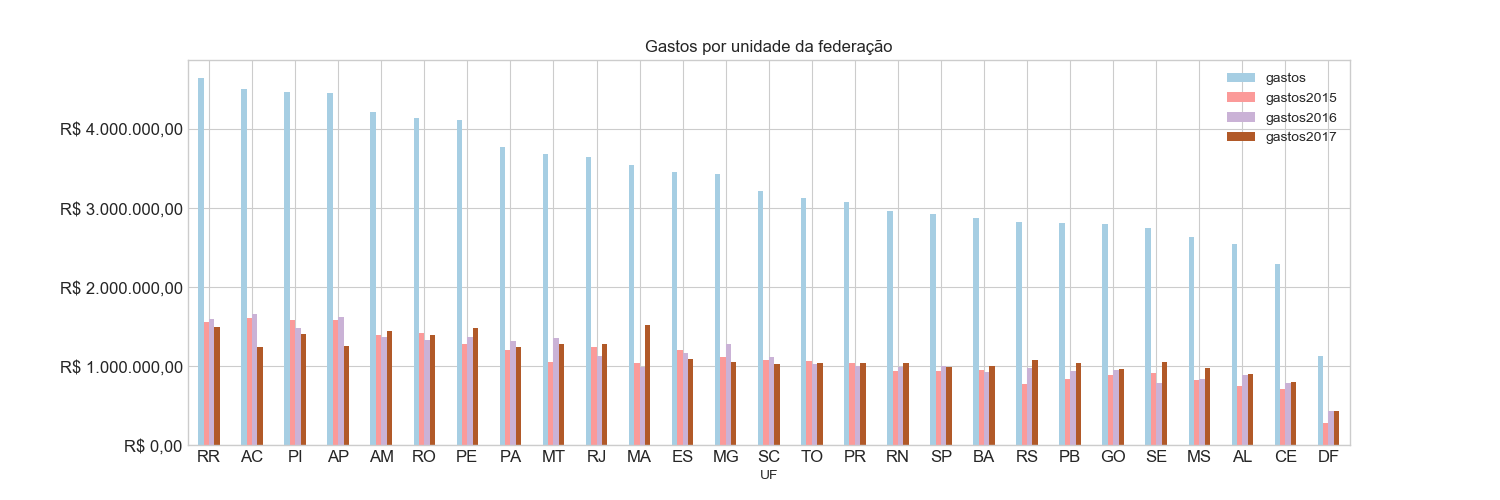 Gastos por unidade da federação
gastos
gastos2015
gastos2016
gastos2017
R$ 4.000.000,00
R$ 3.000.000,00
R$ 2.000.000,00
R$ 1.000.000,00
R$ 0,00
RR AC PI AP AM RO PE PA MT RJ MA ES MG SC TO PR RN SP BA RS PB GO SE MS AL CE DF
UF